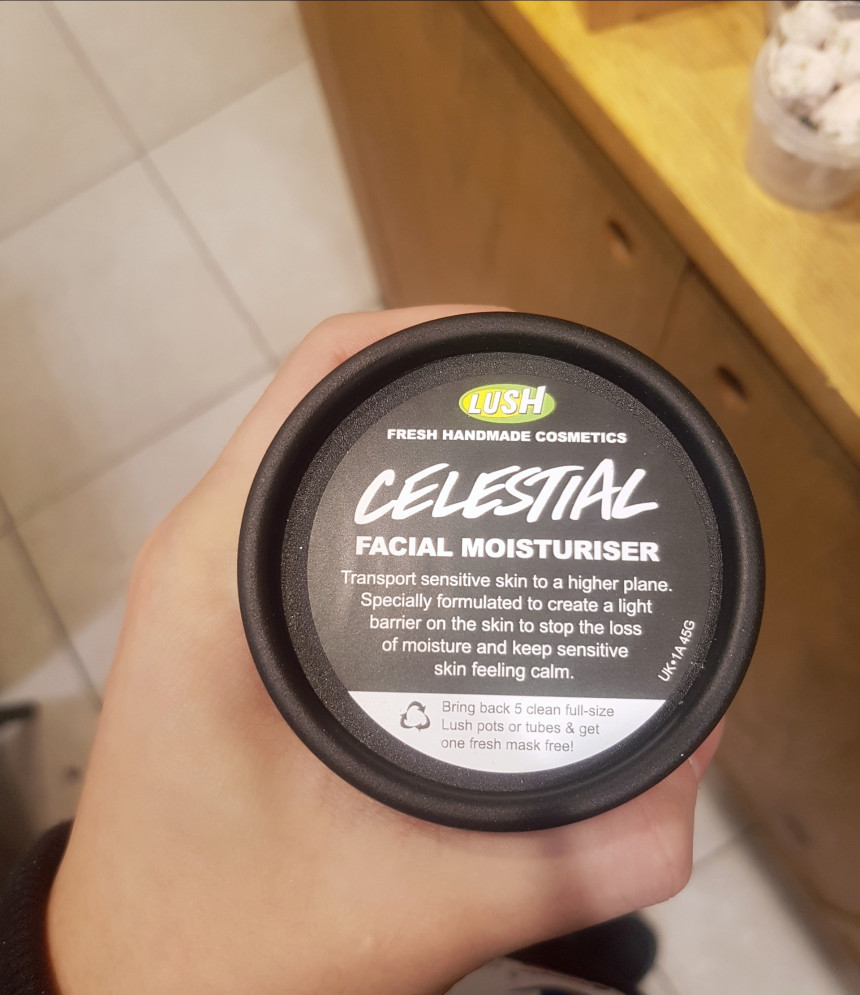 LUSH
FRESH HANDMADE COSMETICS
CELESTIAL
FACIAL MOISTURISER
Transport sensitive skin to a higher plane.
Specially formulated to create a light
barrier on the skin to stop the loss
of moisture and keep sensitive
skin feeling calm.
UK•1A 45G
Bring back 5 clean full-size
Lush pots or tubes & get
one fresh mask free!